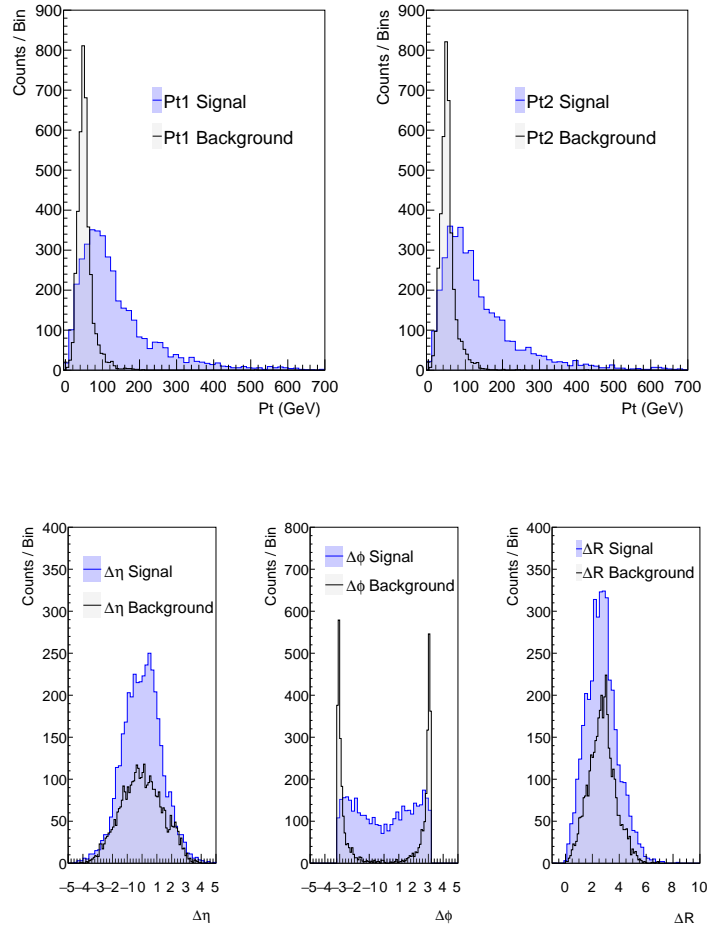 Counts / Bin
900
800
700
600
500
400
300
200
100
0
Pt1 Signal
Pt1 Background
0 100 200 300 400 500 600 700
Pt (GeV)
Counts / Bins
900
800
700
600
500
400
300
200
100
0
Pt2 Signal
Pt2 Background
0 100 200 300 400 500 600 700
Pt (GeV)
Counts / Bin
400
350
300
250
200
150
100
50
0
Δη Signal
Δη Background
−5 −4 −3 −2 −1 0 1 2 3 4 5
Δη
Counts / Bin
800
700
600
500
400
300
200
100
0
Δϕ Signal
Δϕ Background
−5 −4 −3 −2 −1 0 1 2 3 4 5
Δϕ
Counts / Bin
400
350
300
250
200
150
100
50
0
ΔR Signal
ΔR Background
0 2 4 6 8 10
ΔR